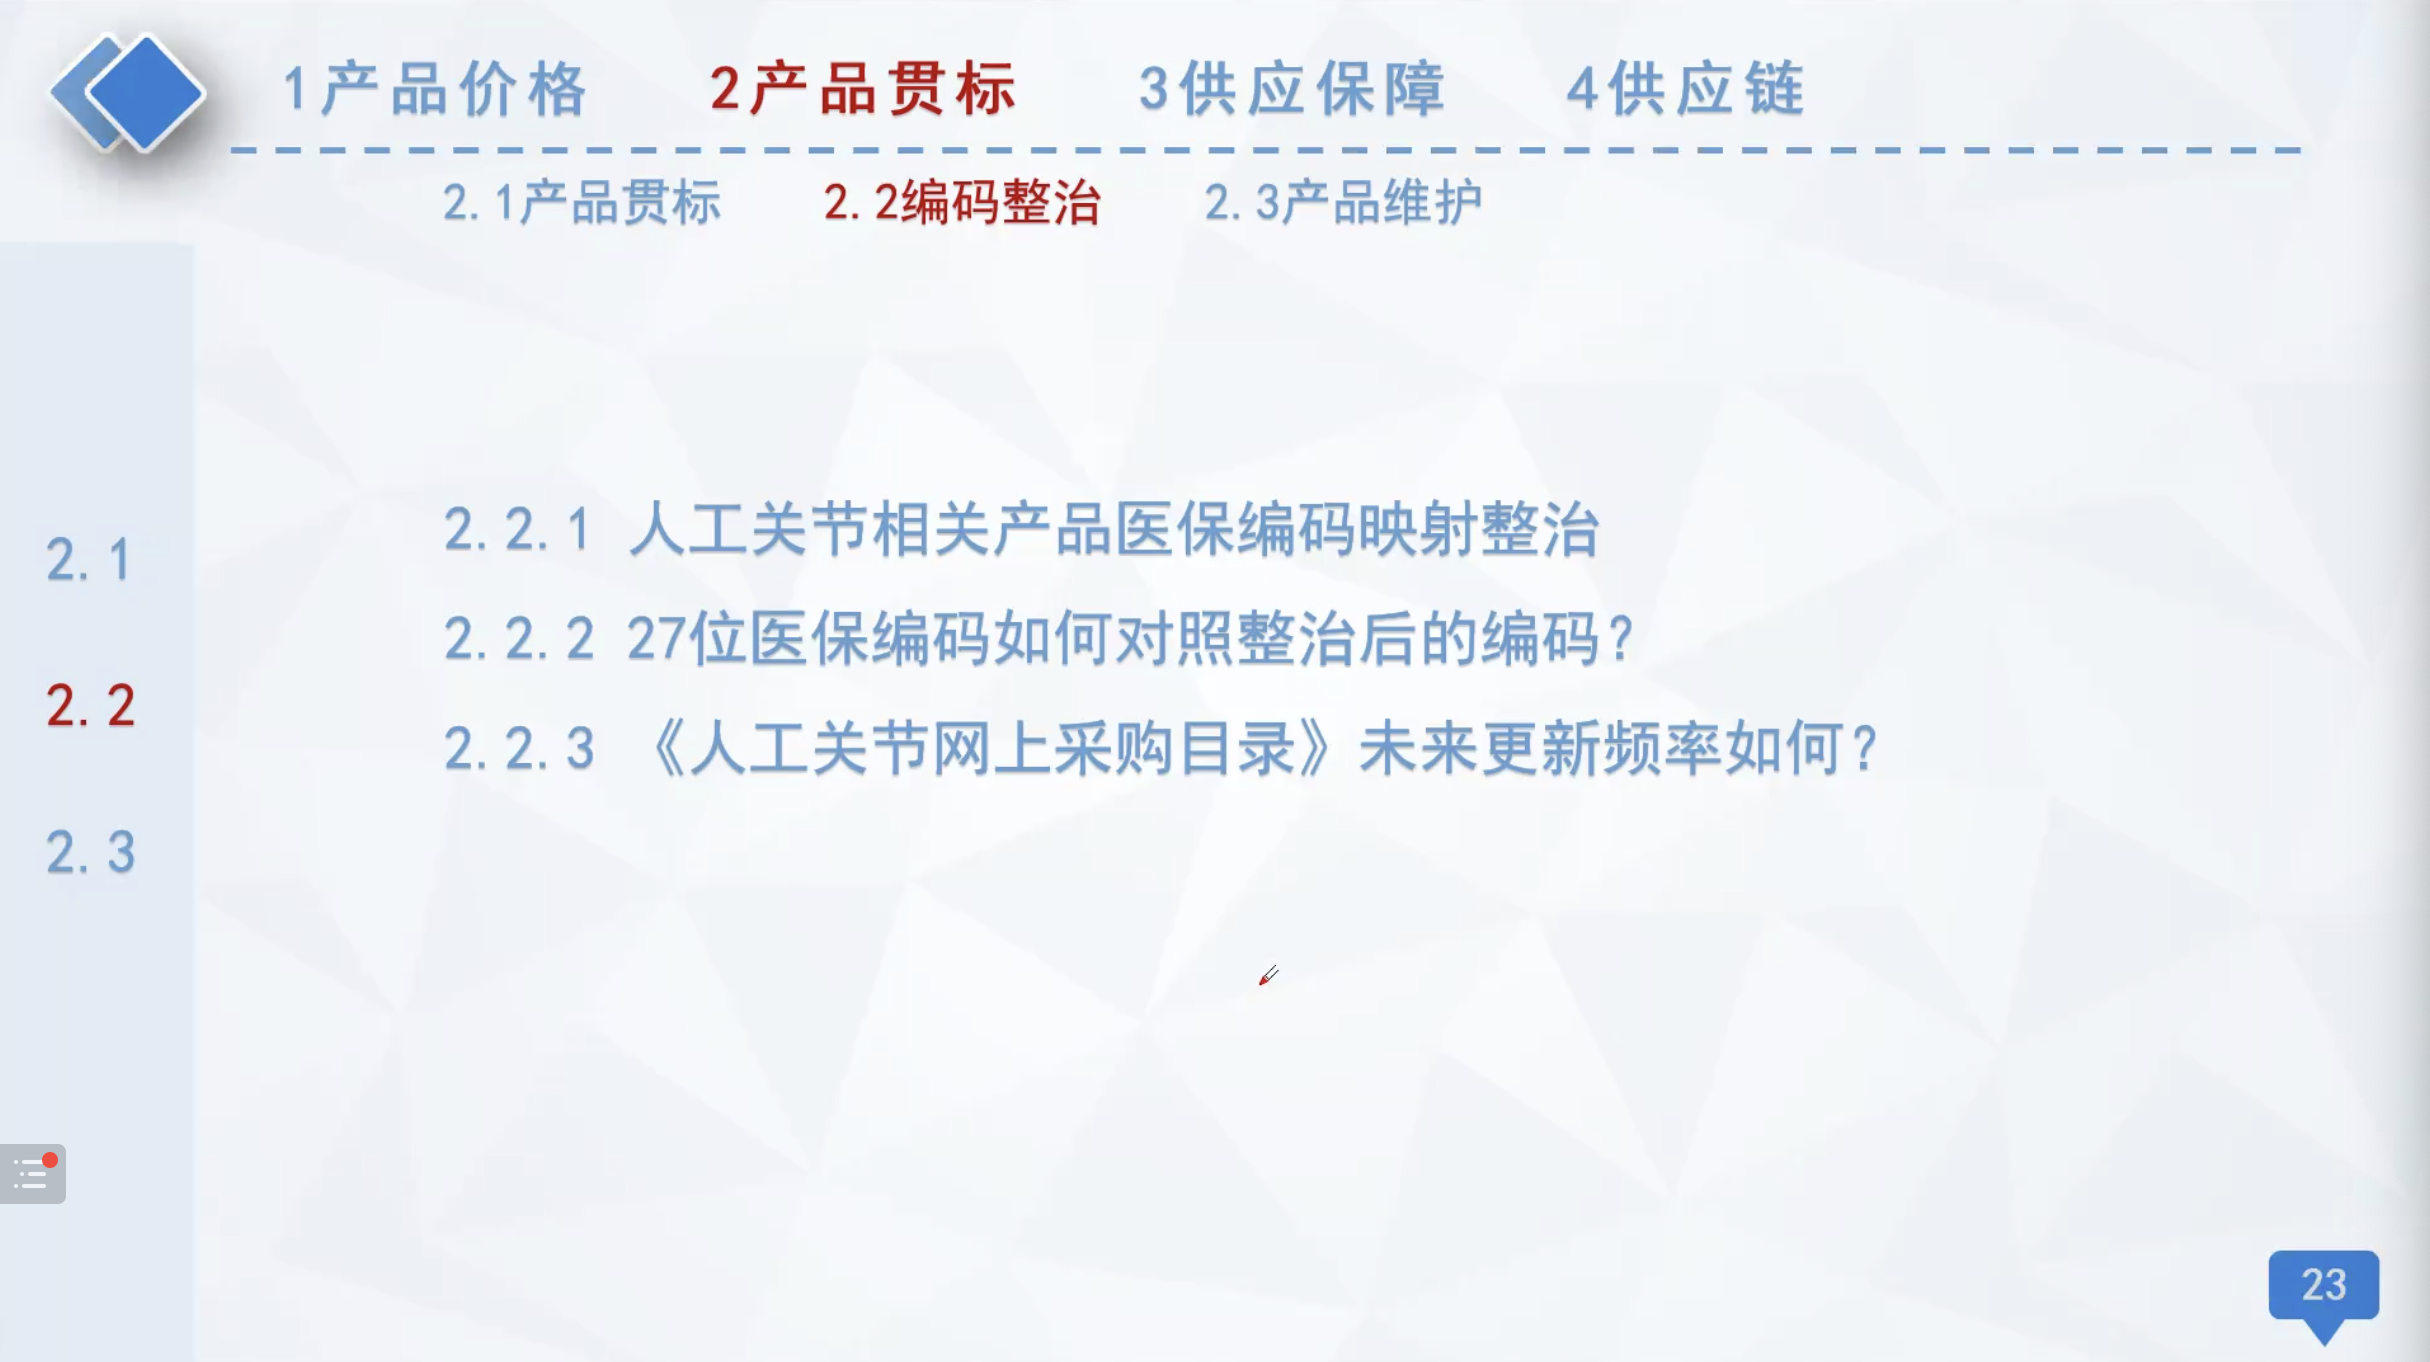 1产品价格 2产品贯标 3供应保障 4供应链
2.1产品贯标 2.2编码整治 2.3产品维护
2.1
2.2
2.3
2.2.1 人工关节相关产品医保编码映射整治
2.2.2 27位医保编码如何对照整治后的编码?
2.2.3 《人工关节网上采购目录》未来更新频率如何?
23